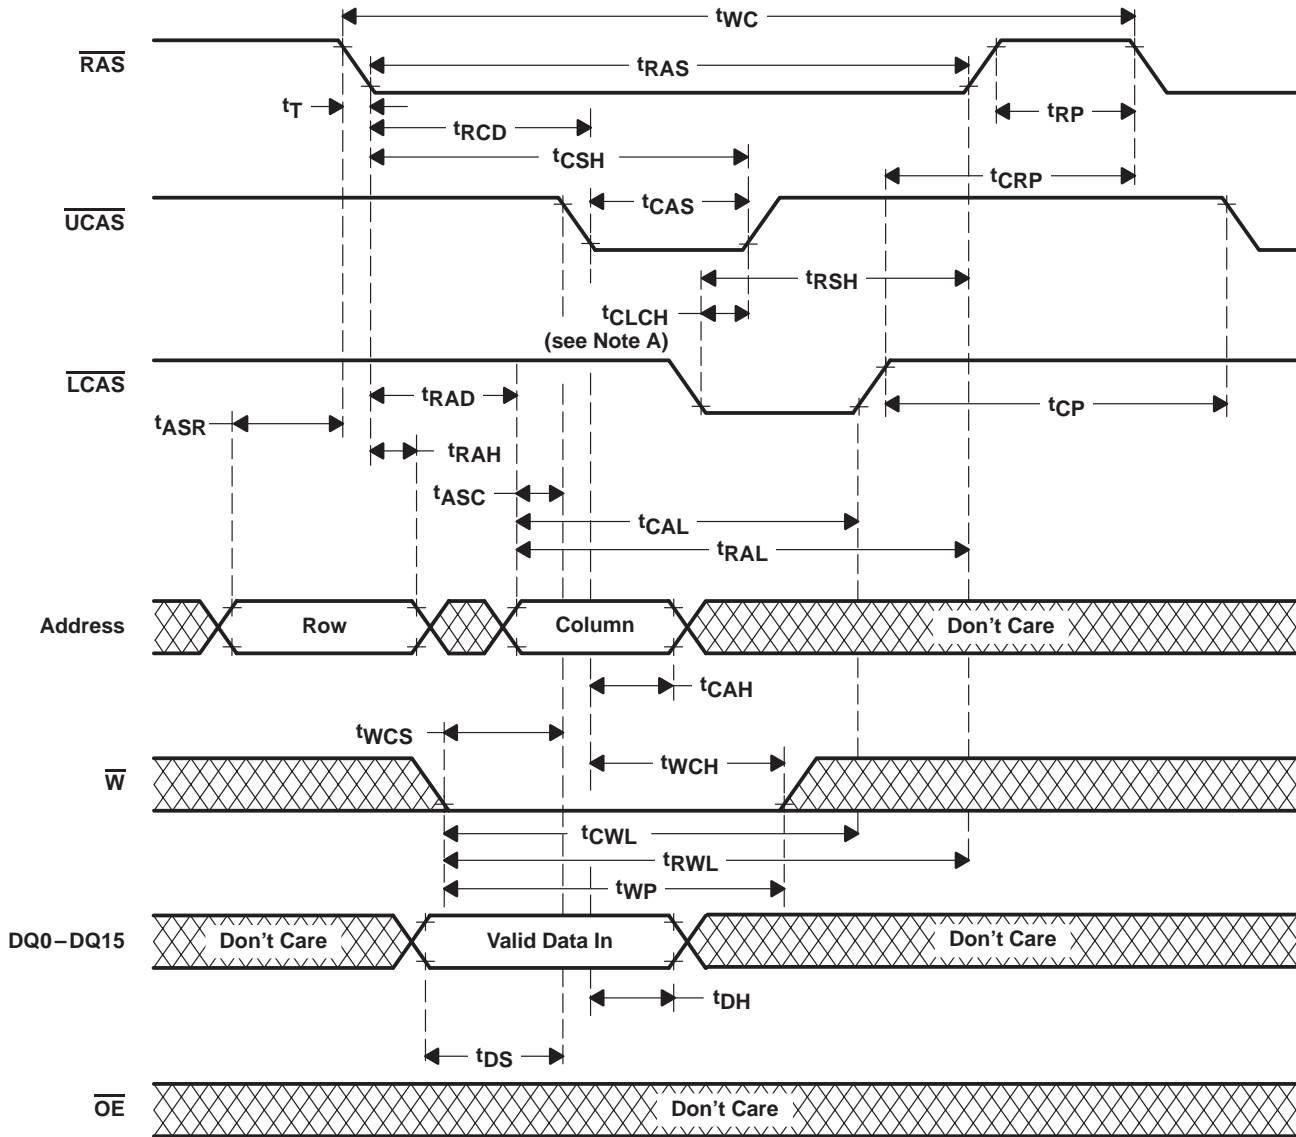 tWC
RAS
tRAS
tT
tRP
tRCD
tCSH
tCRP
UCAS
tCAS
tRSH
tCLCH
(see Note A)
LCAS
tRAD
tCP
tASR
tRAH
tASC
tCAL
tRAL
Address
Row
Column
Don't Care
tCAH
tWCS
tWCH
W
tCWL
tRWL
tWP
DQ0–DQ15
Don't Care
Valid Data In
Don't Care
tDH
tDS
OE
Don't Care